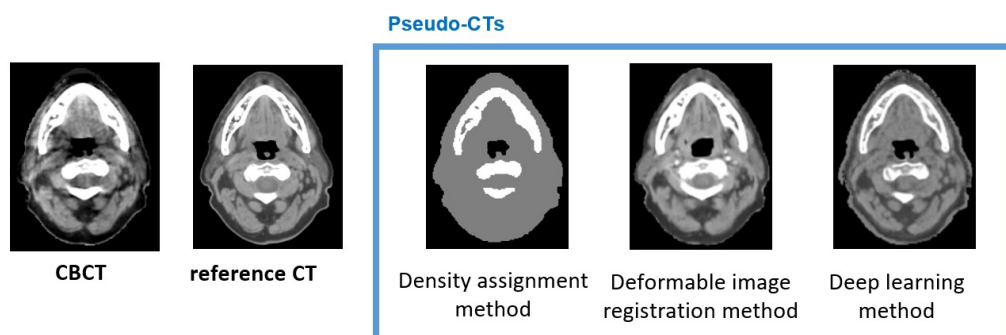 Pseudo-CTs
CBCT
reference CT
Density assignment
method
Deformable image
registration method
Deep learning
method